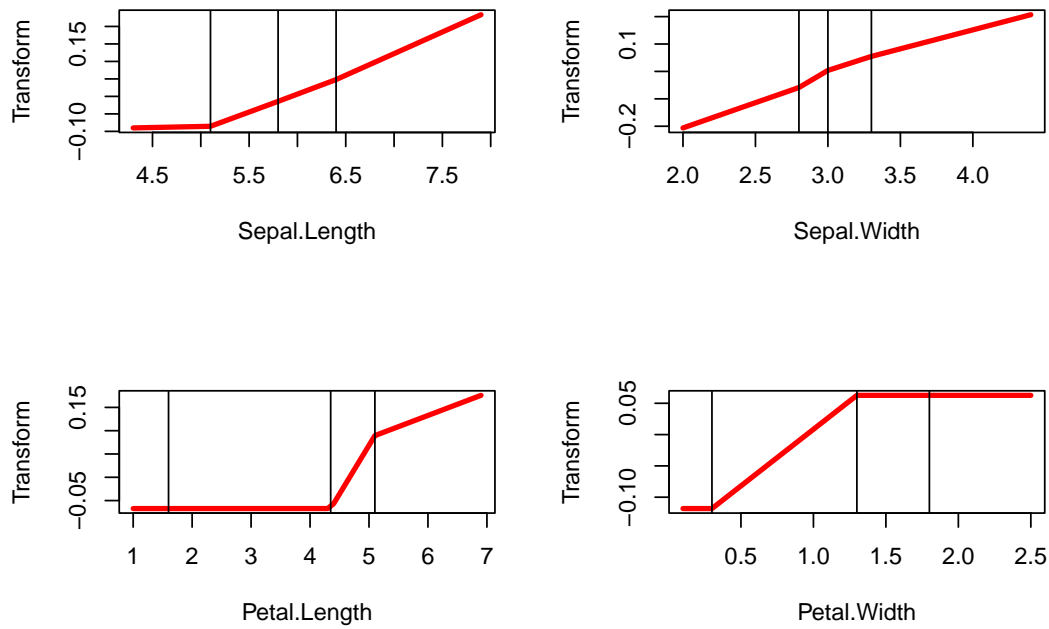 Transform
0.15
−0.10
4.5 5.5 6.5 7.5
Sepal.Length
Transform
0.1
−0.2
2.0 2.5 3.0 3.5 4.0
Sepal.Width
Transform
0.15
−0.05
1 2 3 4 5 6 7
Petal.Length
Transform
0.05
−0.10
0.5 1.0 1.5 2.0 2.5
Petal.Width